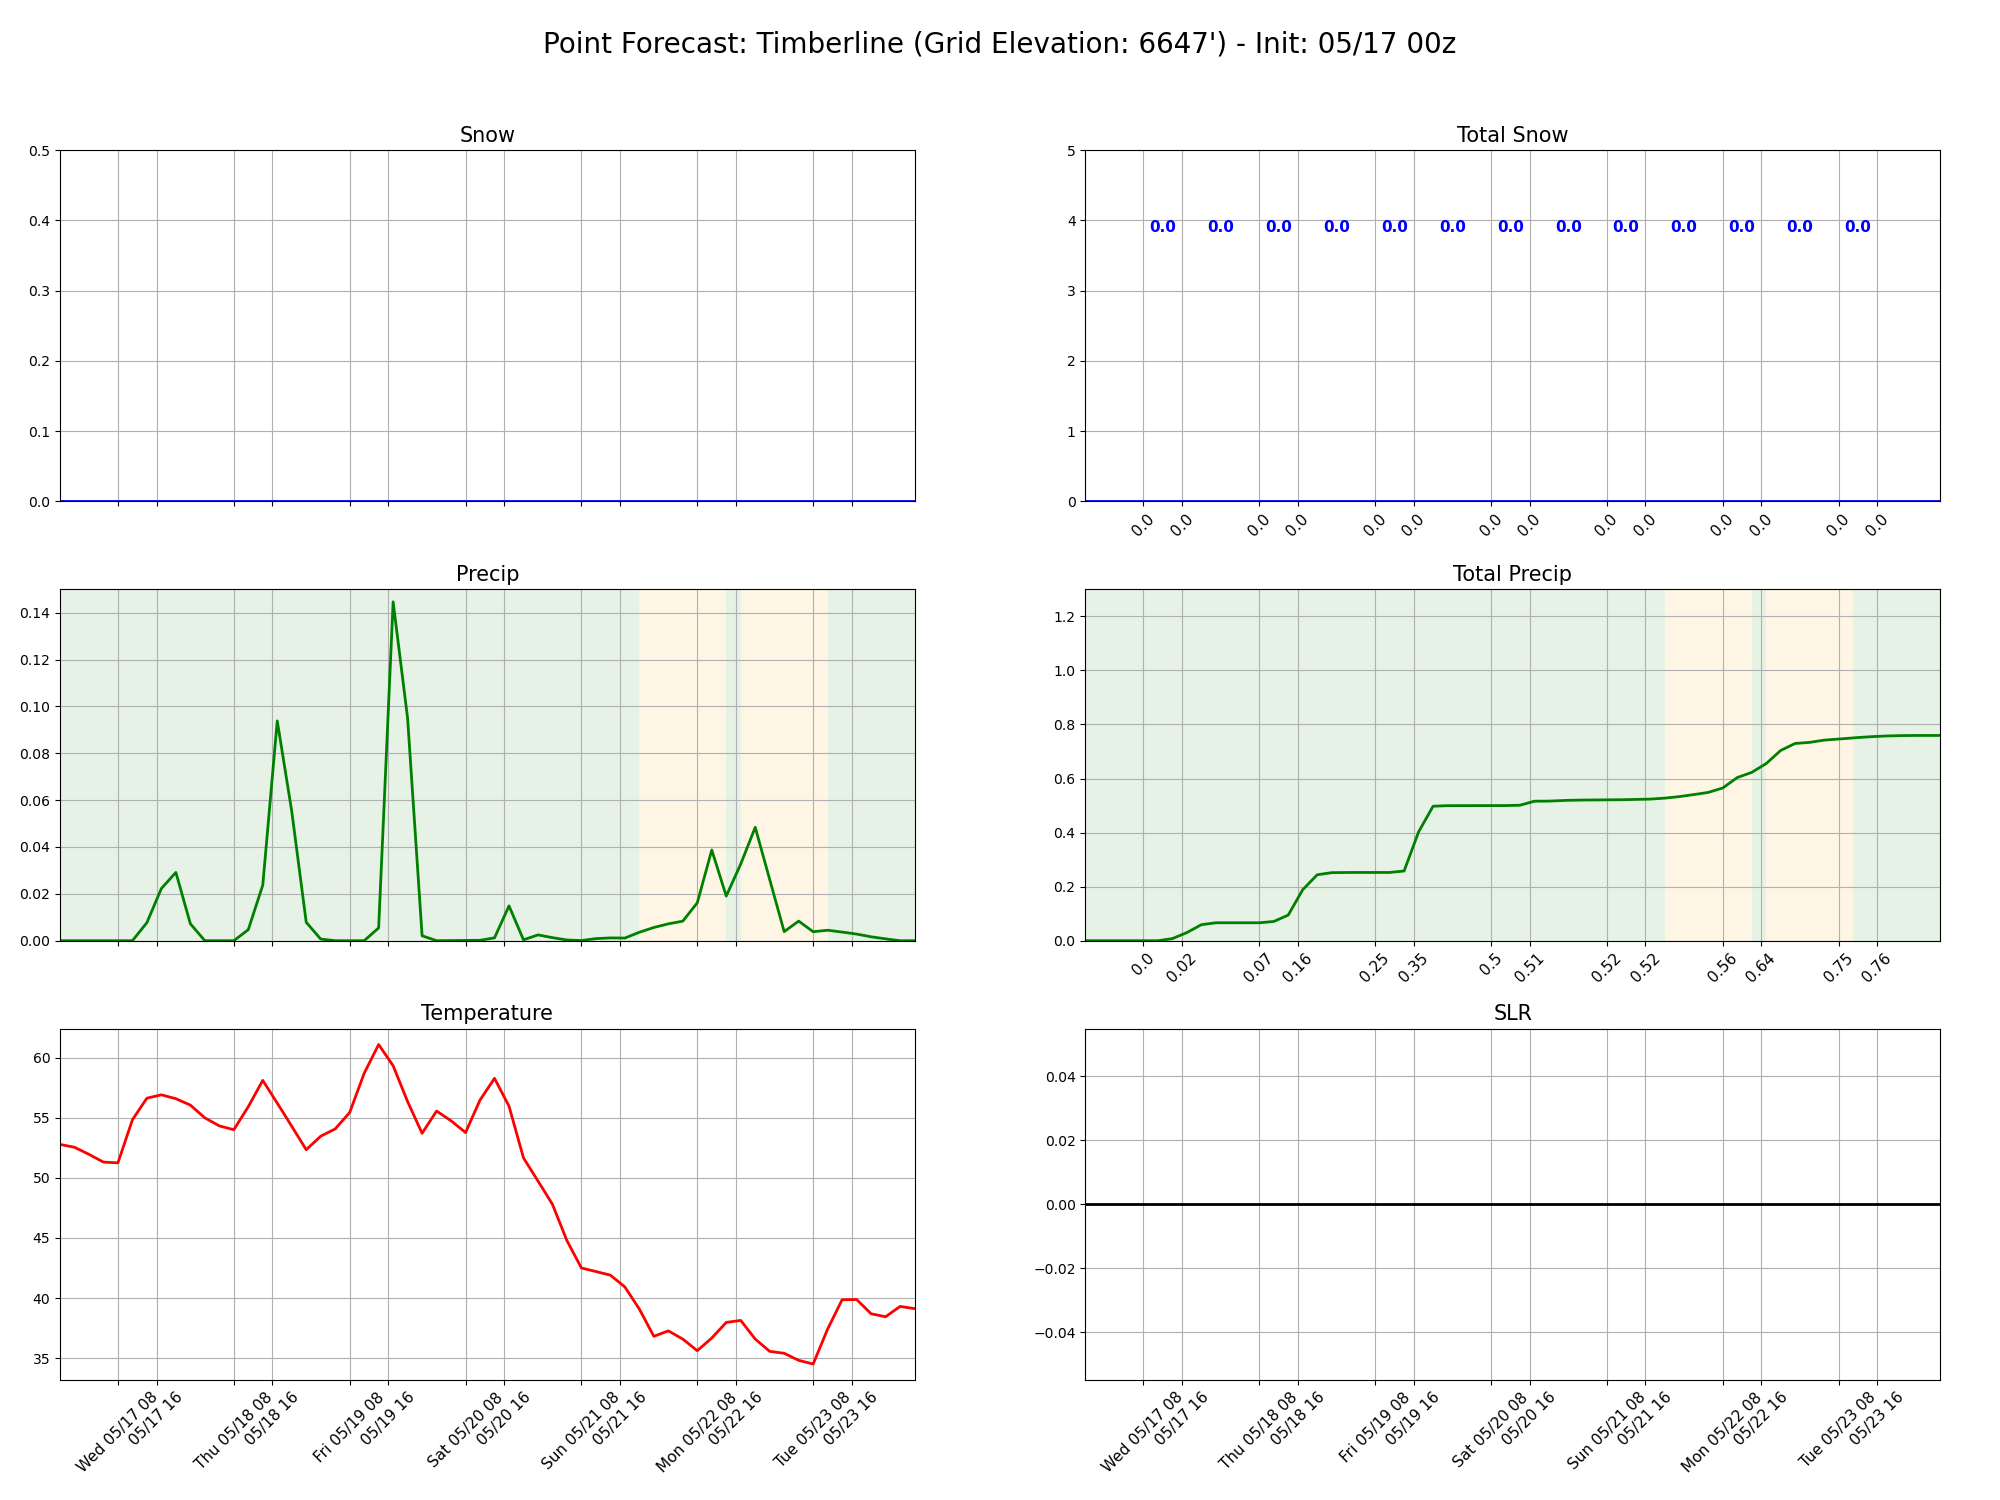 Point Forecast: Timberline (Grid Elevation: 6647') - Init: 05/17 00z
Snow
0.5
0.4
0.3
0.2
0.1
0.0
Total Snow
5
4
3
2
1
0
0.0 0.0 0.0 0.0 0.0 0.0 0.0 0.0 0.0 0.0 0.0 0.0 0.0
0.0 0.0 0.0 0.0 0.0 0.0 0.0 0.0 0.0 0.0 0.0 0.0 0.0 0.0
Precip
0.14
0.12
0.10
0.08
0.06
0.04
0.02
0.00
Total Precip
1.2
1.0
0.8
0.6
0.4
0.2
0.0
0.0 0.02 0.07 0.16 0.25 0.35 0.5 0.51 0.52 0.52 0.56 0.64 0.75 0.76
Temperature
60
55
50
45
40
35
Wed 05/17 08
05/17 16
Thu 05/18 08
05/18 16
Fri 05/19 08
05/19 16
Sat 05/20 08
05/20 16
Sun 05/21 08
05/21 16
Mon 05/22 08
05/22 16
Tue 05/23 08
05/23 16
SLR
0.04
0.02
0.00
−0.02
−0.04
Wed 05/17 08
05/17 16
Thu 05/18 08
05/18 16
Fri 05/19 08
05/19 16
Sat 05/20 08
05/20 16
Sun 05/21 08
05/21 16
Mon 05/22 08
05/22 16
Tue 05/23 08
05/23 16